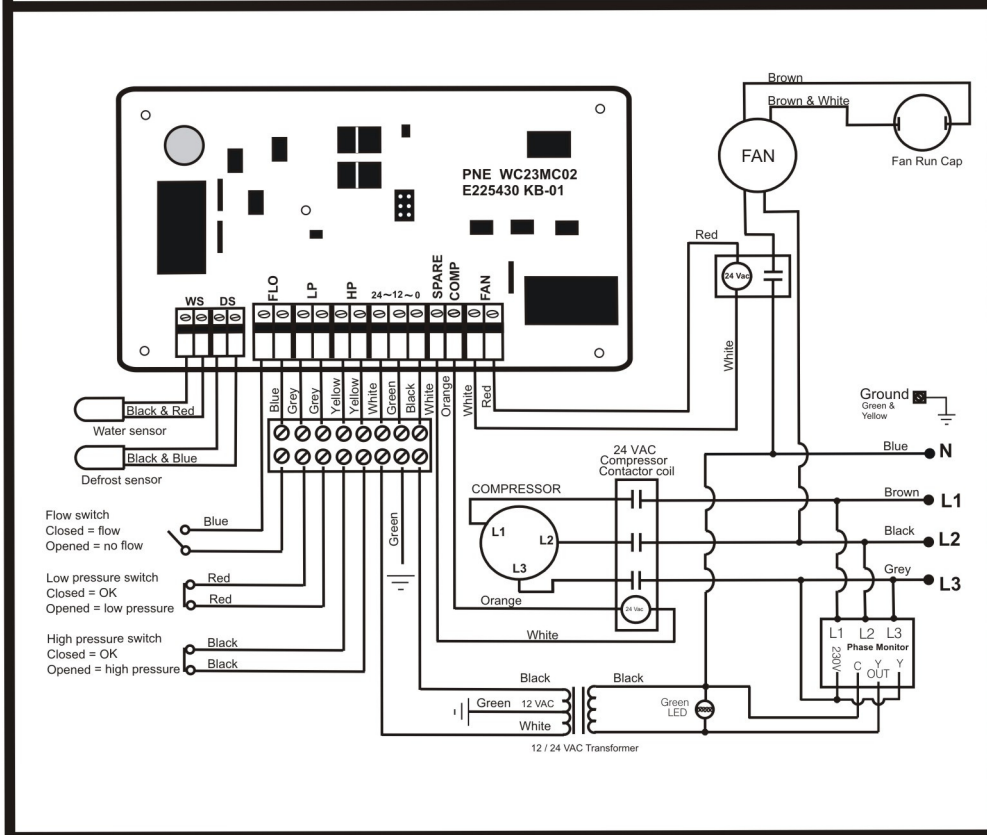 Brown
Brown & White
FAN
Fan Run Cap
PNE WC23MC02
E225430 KB-01
Red
24 Vac
White
WS
DS
FLO
LP
HP
24~12~0
SPARE
COMP
FAN
Blue
Grey
Grey
Yellow
Yellow
White
Green
Black
White
Orange
White
Red
Black & Red
Water sensor
Black & Blue
Defrost sensor
Ground
Green &
Yellow
Blue
N
24 VAC
Compressor
Contactor coil
COMPRESSOR
Brown
L1
Black
L2
Grey
L3
L1
L2
L3
Flow switch
Closed = flow
Opened = no flow
Blue
Green
Low pressure switch
Closed = OK
Opened = low pressure
Red
Red
Orange
24 Vac
White
High pressure switch
Closed = OK
Opened = high pressure
Black
Black
L1 L2 L3
Phase Monitor
230V
C
Y
OUT
Y
Black
Green
12 VAC
White
Black
Green
LED
12 / 24 VAC Transformer